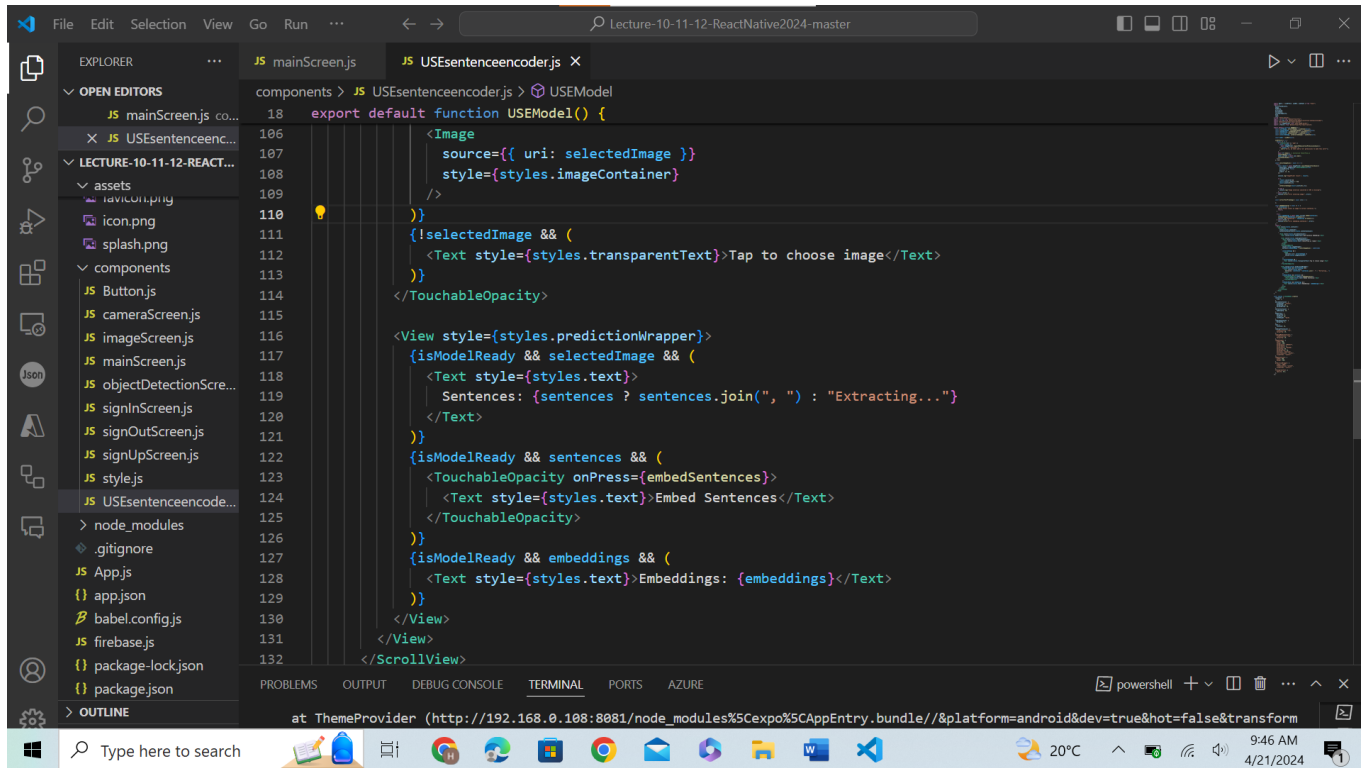 File Edit Selection View Go Run ··· Lecture-10-11-12-ReactNative2024-master
EXPLORER ···
OPEN EDITORS
JS mainScreen.js co...
JS USEsentenceenc...
LECTURE-10-11-12-REACT...
assets
favicon.png
icon.png
splash.png
components
JS Button.js
JS cameraScreen.js
JS imageScreen.js
JS mainScreen.js
JS objectDetectionScre...
JS signInScreen.js
JS signOutScreen.js
JS signUpScreen.js
JS style.js
JS USEsentenceencode...
node_modules
.gitignore
JS App.js
{} app.json
babel.config.js
JS firebase.js
{} package-lock.json
{} package.json
OUTLINE
Json
JS mainScreen.js JS USEsentenceencoder.js
components > JS USEsentenceencoder.js > USEModel
18 export default function USEModel() {
106 <Image
107 source={{ uri: selectedImage }}
108 style={styles.imageContainer}
109 />
110 )}
111 {!selectedImage && (
112 <Text style={styles.transparentText}>Tap to choose image</Text>
113 )}
114 </TouchableOpacity>
115
116 <View style={styles.predictionWrapper}>
117 {isModelReady && selectedImage && (
118 <Text style={styles.text}>
119 Sentences: {sentences ? sentences.join(", ") : "Extracting..."}
120 </Text>
121 )}
122 {isModelReady && sentences && (
123 <TouchableOpacity onPress={embedSentences}>
124 <Text style={styles.text}>Embed Sentences</Text>
125 </TouchableOpacity>
126 )}
127 {isModelReady && embeddings && (
128 <Text style={styles.text}>Embeddings: {embeddings}</Text>
129 )}
130 </View>
131 </View>
132 </ScrollView>
PROBLEMS OUTPUT DEBUG CONSOLE TERMINAL PORTS AZURE powershell
at ThemeProvider (http://192.168.0.108:8081/node_modules%5Cexpo%5CAppEntry.bundle//&platform=android&dev=true&hot=false&transform
Type here to search
20°C
9:46 AM
4/21/2024
1